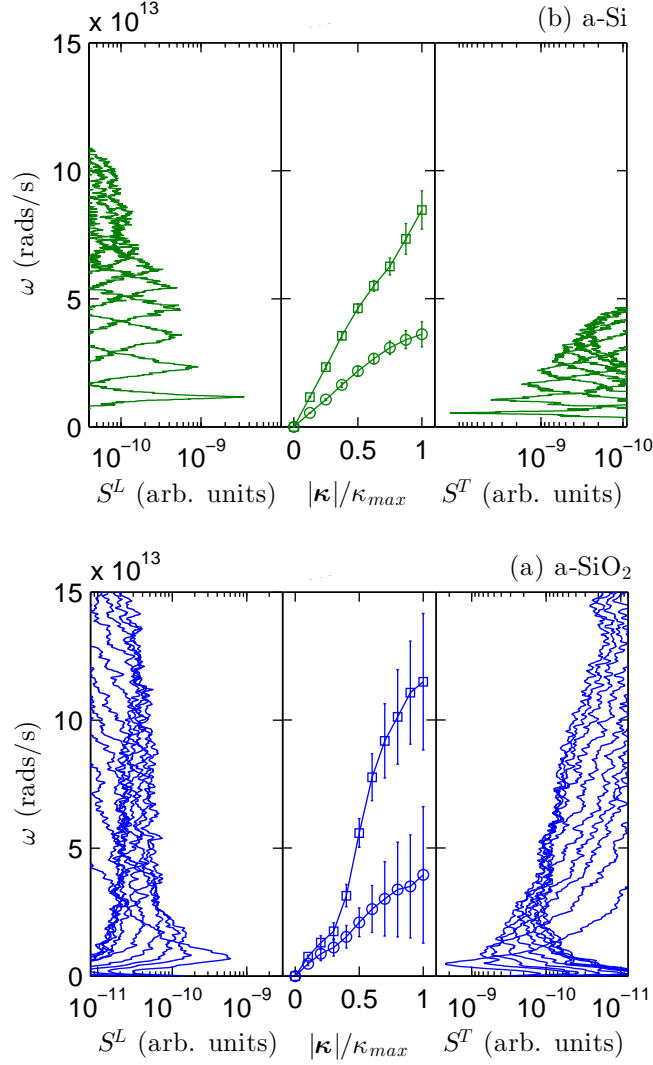 (b) a-Si
x 10^13
15
10
5
0
ω (rads/s)
10^−10 10^−9 0 0.5 1 10^−9 10^−10
S^L (arb. units) |κ|/κ_max S^T (arb. units)
(a) a-SiO₂
x 10^13
15
10
5
0
ω (rads/s)
10^−11 10^−10 10^−9 0 0.5 1 10^−9 10^−10 10^−11
S^L (arb. units) |κ|/κ_max S^T (arb. units)